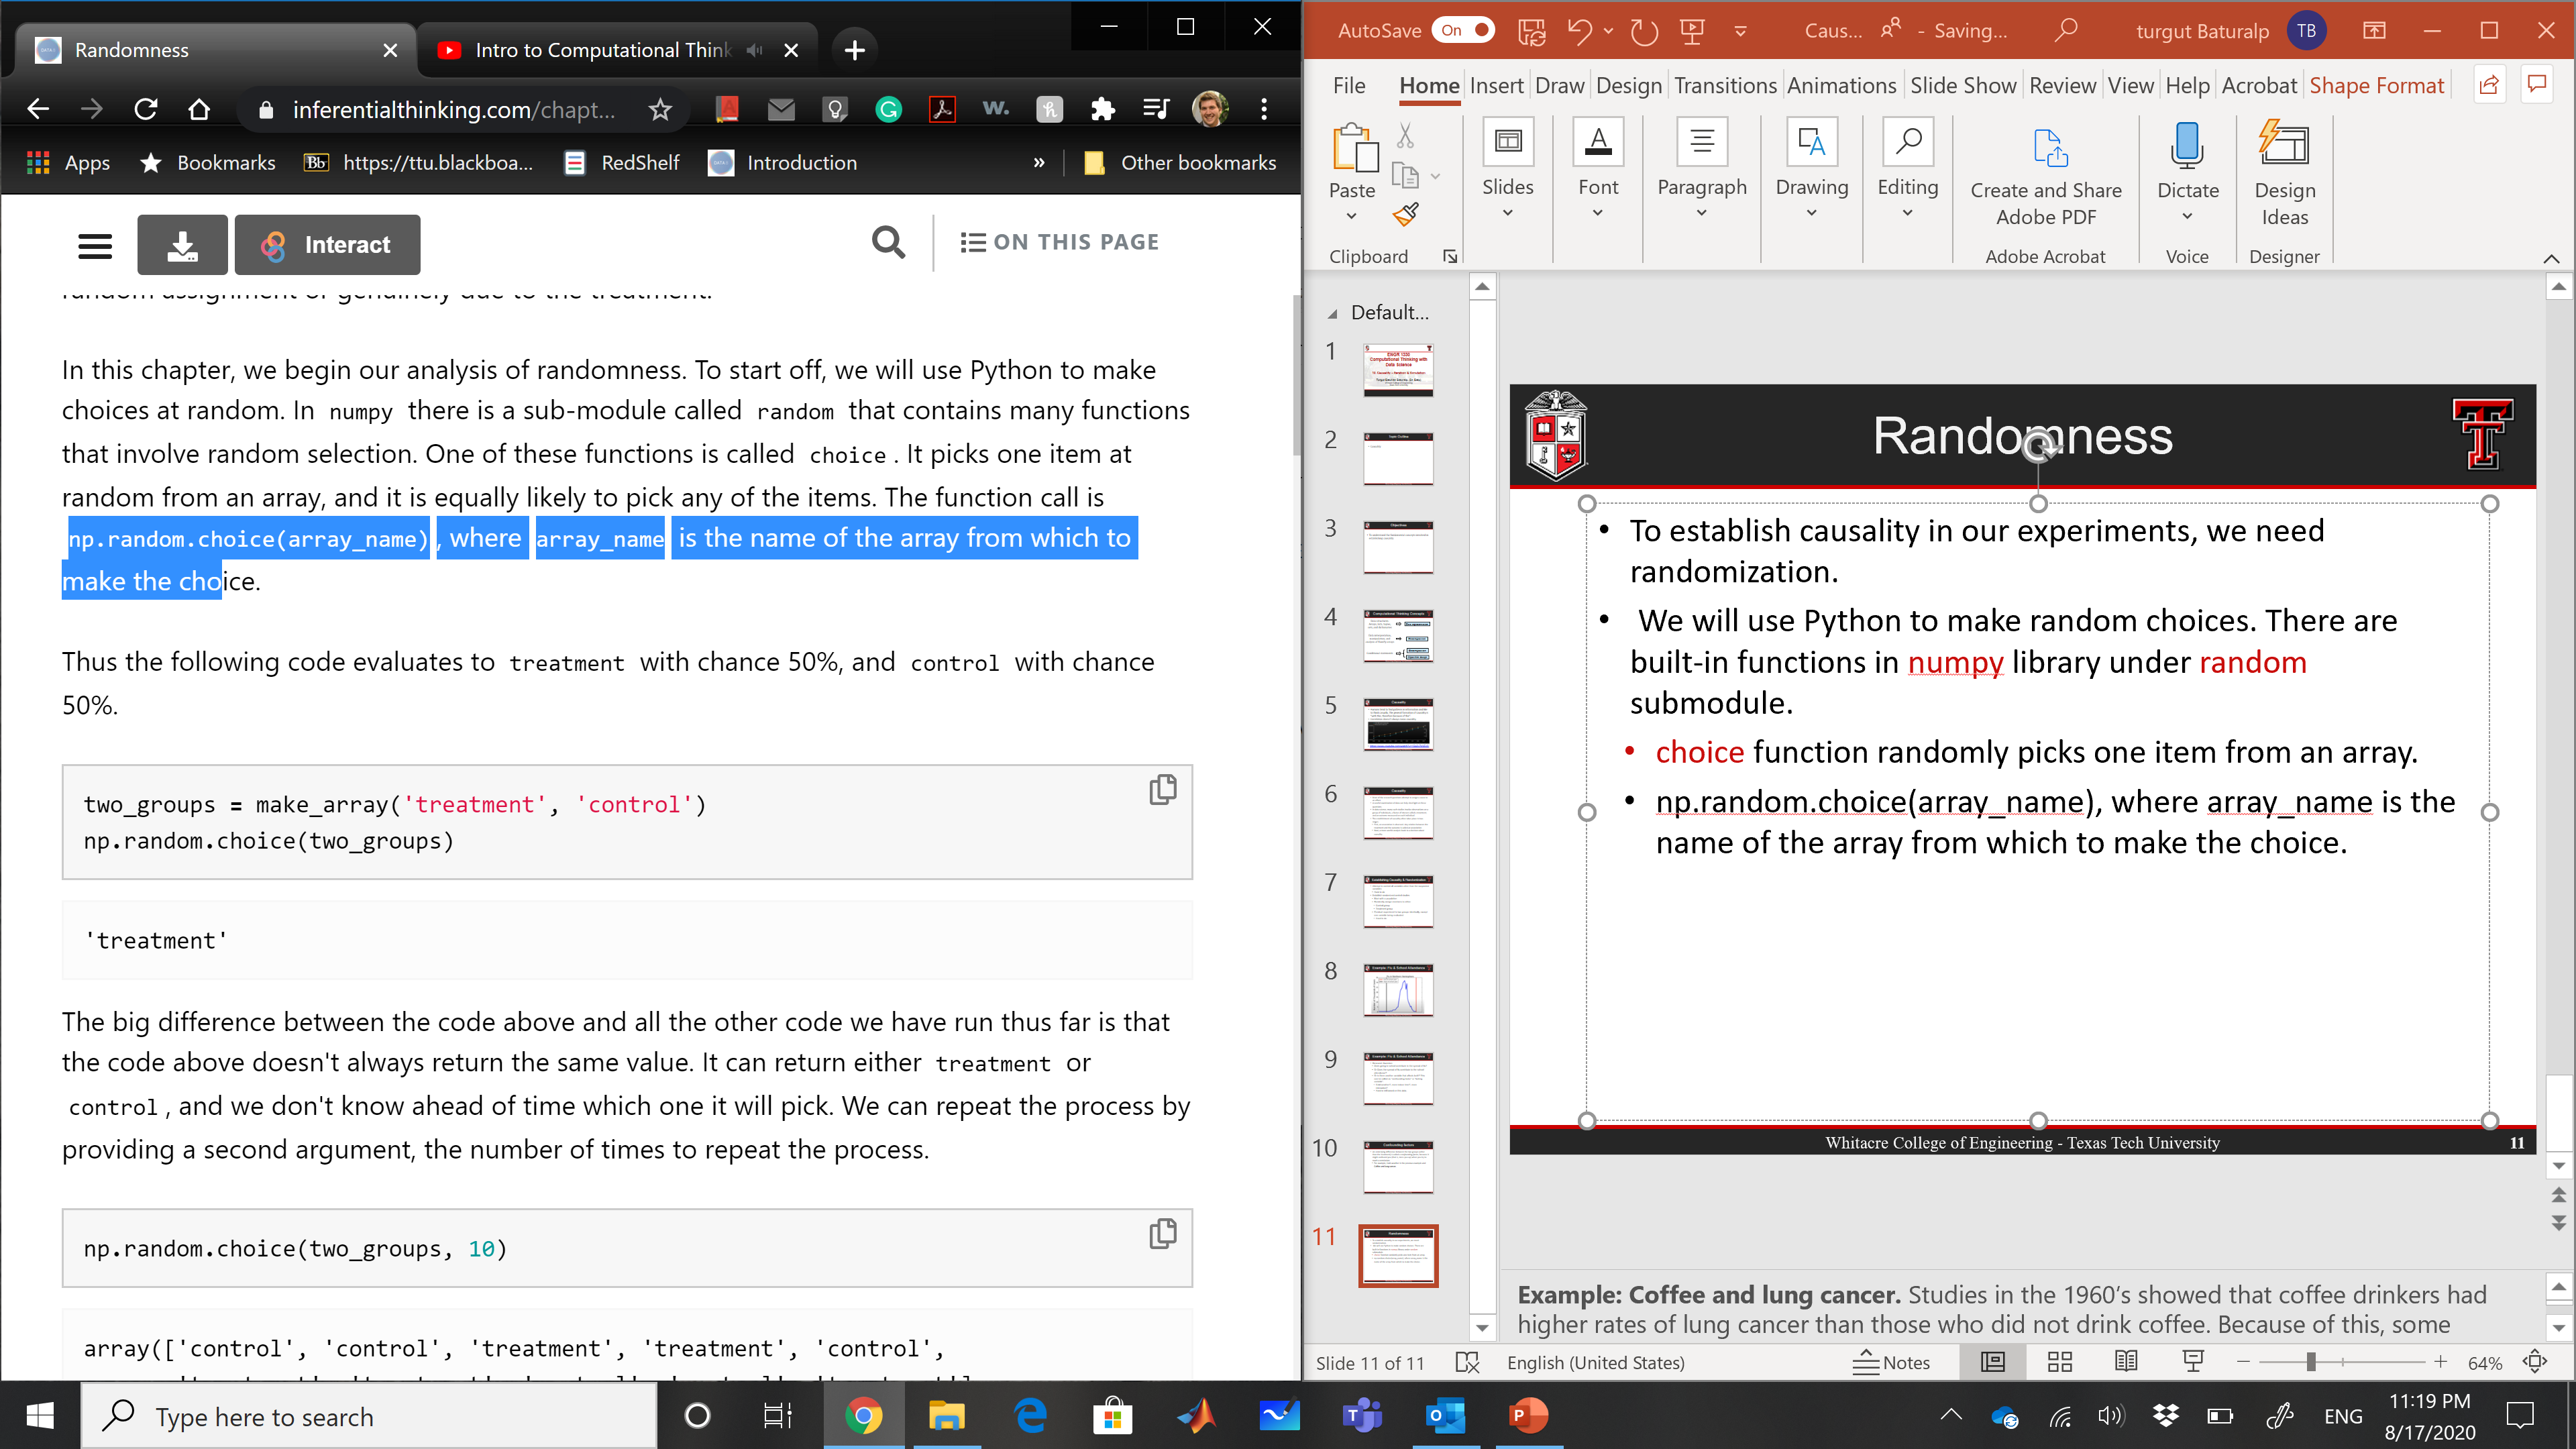 Randomness
Intro to Computational Think
inferentialthinking.com/chapt...
Apps
Bookmarks
Bb https://ttu.blackboa...
RedShelf
Introduction
»
Other bookmarks
Interact
ON THIS PAGE
random assignment or genuinely due to the treatment.
In this chapter, we begin our analysis of randomness. To start off, we will use Python to make
choices at random. In numpy there is a sub-module called random that contains many functions
that involve random selection. One of these functions is called choice . It picks one item at
random from an array, and it is equally likely to pick any of the items. The function call is
np.random.choice(array_name) , where array_name is the name of the array from which to
make the choice.
Thus the following code evaluates to treatment with chance 50%, and control with chance
50%.
two_groups = make_array('treatment', 'control')
np.random.choice(two_groups)
'treatment'
The big difference between the code above and all the other code we have run thus far is that
the code above doesn't always return the same value. It can return either treatment or
control , and we don't know ahead of time which one it will pick. We can repeat the process by
providing a second argument, the number of times to repeat the process.
np.random.choice(two_groups, 10)
array(['control', 'control', 'treatment', 'treatment', 'control',
AutoSave On
Caus... - Saving...
turgut Baturalp TB
File Home Insert Draw Design Transitions Animations Slide Show Review View Help Acrobat Shape Format
Paste
Slides
Font
Paragraph
Drawing
Editing
Create and Share
Adobe PDF
Dictate
Design
Ideas
Clipboard
Adobe Acrobat
Voice
Designer
Default...
1
2
3
4
5
6
7
8
9
10
11
Randomness
• To establish causality in our experiments, we need
randomization.
• We will use Python to make random choices. There are
built-in functions in numpy library under random
submodule.
• choice function randomly picks one item from an array.
• np.random.choice(array_name), where array_name is the
name of the array from which to make the choice.
Whitacre College of Engineering - Texas Tech University 11
Example: Coffee and lung cancer. Studies in the 1960's showed that coffee drinkers had
higher rates of lung cancer than those who did not drink coffee. Because of this, some
Slide 11 of 11
English (United States)
Notes
64%
Type here to search
ENG
11:19 PM
8/17/2020